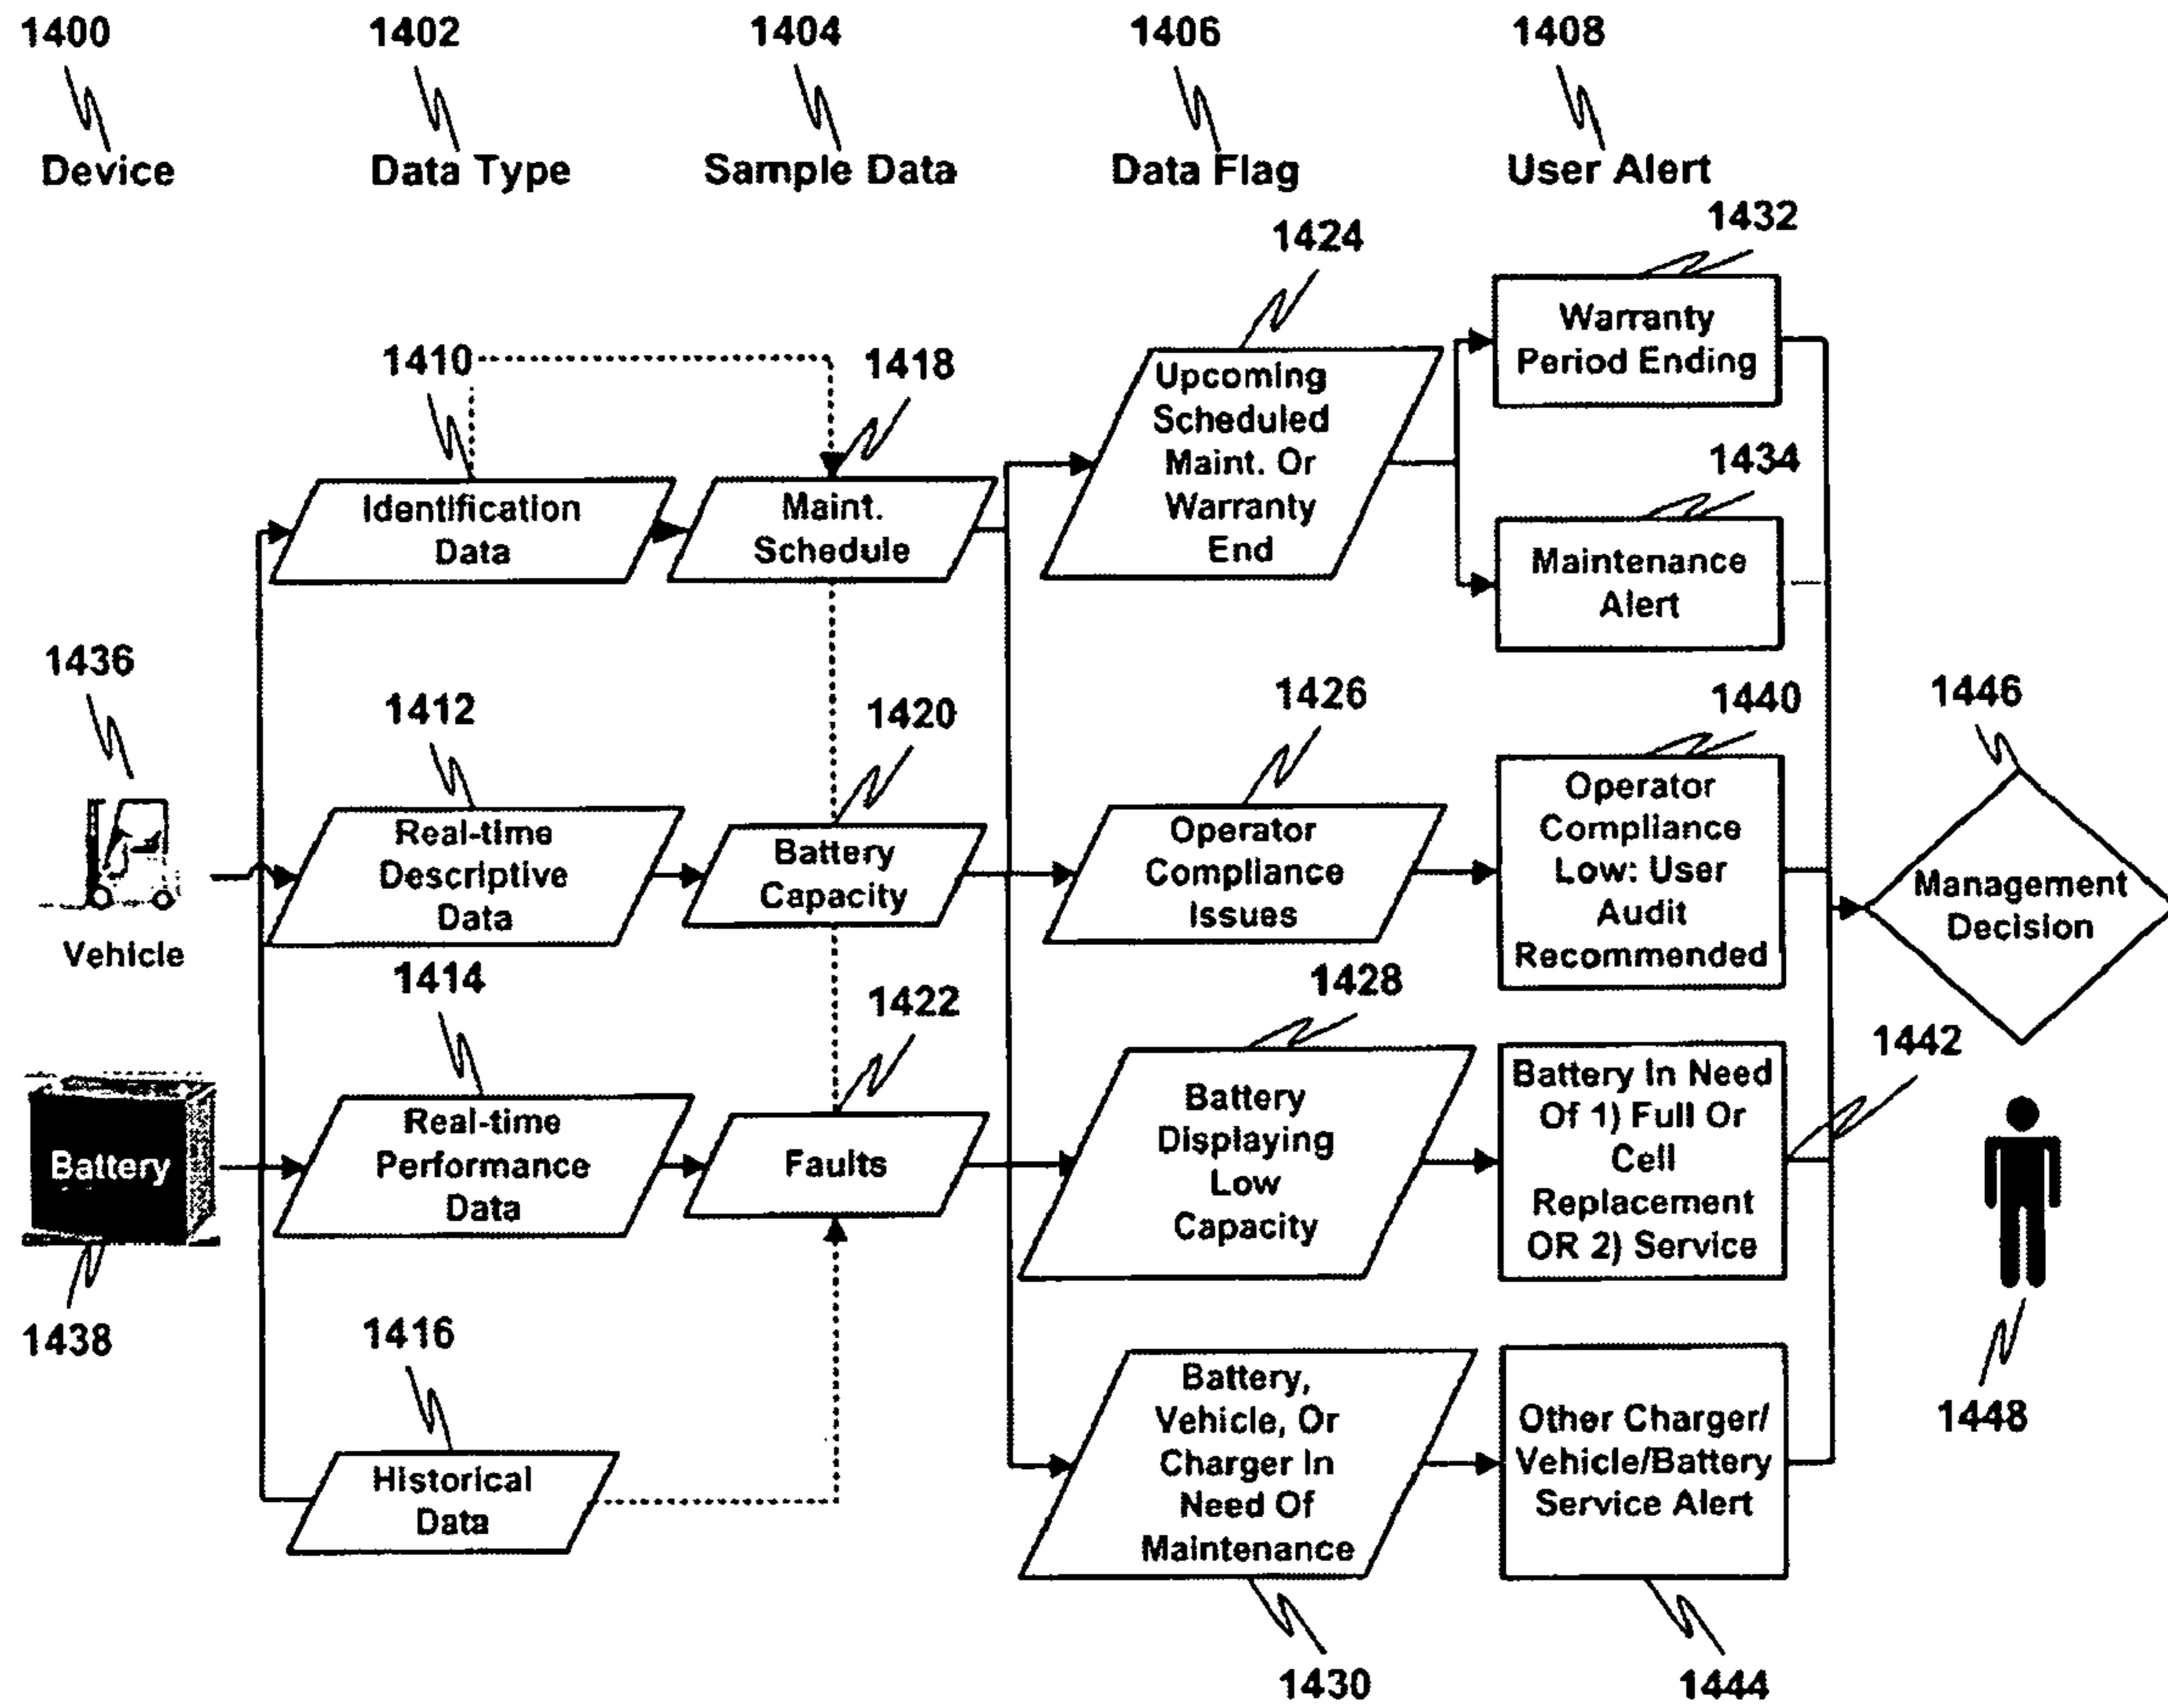 1400
1402
1404
1406
1408
Device
Data Type
Sample Data
Data Flag
User Alert
1410
Identification
Data
1418
Maint.
Schedule
1424
Upcoming
Scheduled
Maint. Or
Warranty
End
1432
Warranty
Period Ending
1434
Maintenance
Alert
1436
Vehicle
1412
Real-time
Descriptive
Data
1420
Battery
Capacity
1426
Operator
Compliance
Issues
1440
Operator
Compliance
Low: User
Audit
Recommended
1446
Management
Decision
Battery
1438
1414
Real-time
Performance
Data
1422
Faults
1428
Battery
Displaying
Low
Capacity
1442
Battery In Need
Of 1) Full Or
Cell
Replacement
OR 2) Service
1448
1416
Historical
Data
Battery,
Vehicle, Or
Charger In
Need Of
Maintenance
1430
Other Charger/
Vehicle/Battery
Service Alert
1444